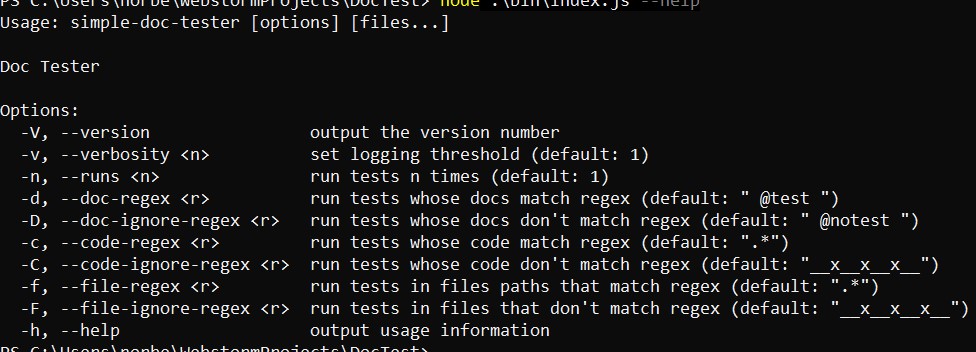 PS C:\Users\norbe\WebstormProjects\DocTest> node .\bin\index.js --help
Usage: simple-doc-tester [options] [files...]
Doc Tester
Options:
-V, --version output the version number
-v, --verbosity <n> set logging threshold (default: 1)
-n, --runs <n> run tests n times (default: 1)
-d, --doc-regex <r> run tests whose docs match regex (default: " @test ")
-D, --doc-ignore-regex <r> run tests whose docs don't match regex (default: " @notest ")
-c, --code-regex <r> run tests whose code match regex (default: ".*")
-C, --code-ignore-regex <r> run tests whose code don't match regex (default: "__x__x__x__")
-f, --file-regex <r> run tests in files paths that match regex (default: ".*")
-F, --file-ignore-regex <r> run tests in files that don't match regex (default: "__x__x__x__")
-h, --help output usage information
PS C:\Users\norbe\WebstormProjects\DocTest>